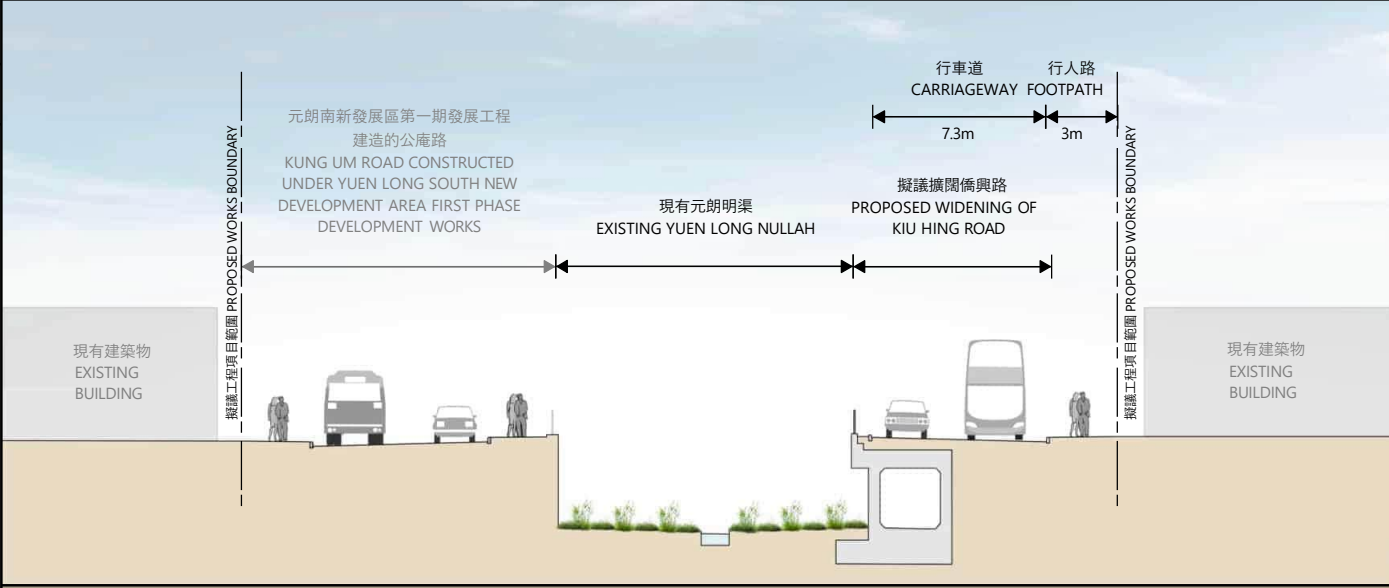 行車道
CARRIAGEWAY
行人路
FOOTPATH
7.3m
3m
元朗南新發展區第一期發展工程
建造的公庵路
KUNG UM ROAD CONSTRUCTED
UNDER YUEN LONG SOUTH NEW
DEVELOPMENT AREA FIRST PHASE
DEVELOPMENT WORKS
現有元朗明渠
EXISTING YUEN LONG NULLAH
擬議擴闊僑興路
PROPOSED WIDENING OF
KIU HING ROAD
擬議工程項目範圍 PROPOSED WORKS BOUNDARY
擬議工程項目範圍 PROPOSED WORKS BOUNDARY
現有建築物
EXISTING
BUILDING
現有建築物
EXISTING
BUILDING